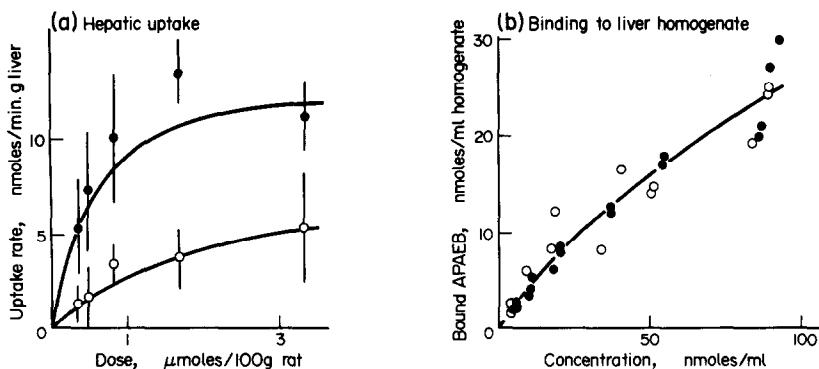 (a) Hepatic uptake
Uptake rate, nmoles/min. g liver
10
5
0
1
3
Dose, μmoles/100g rat
(b) Binding to liver homogenate
Bound APAEB, nmoles/ml homogenate
30
20
10
0
50
100
Concentration, nmoles/ml